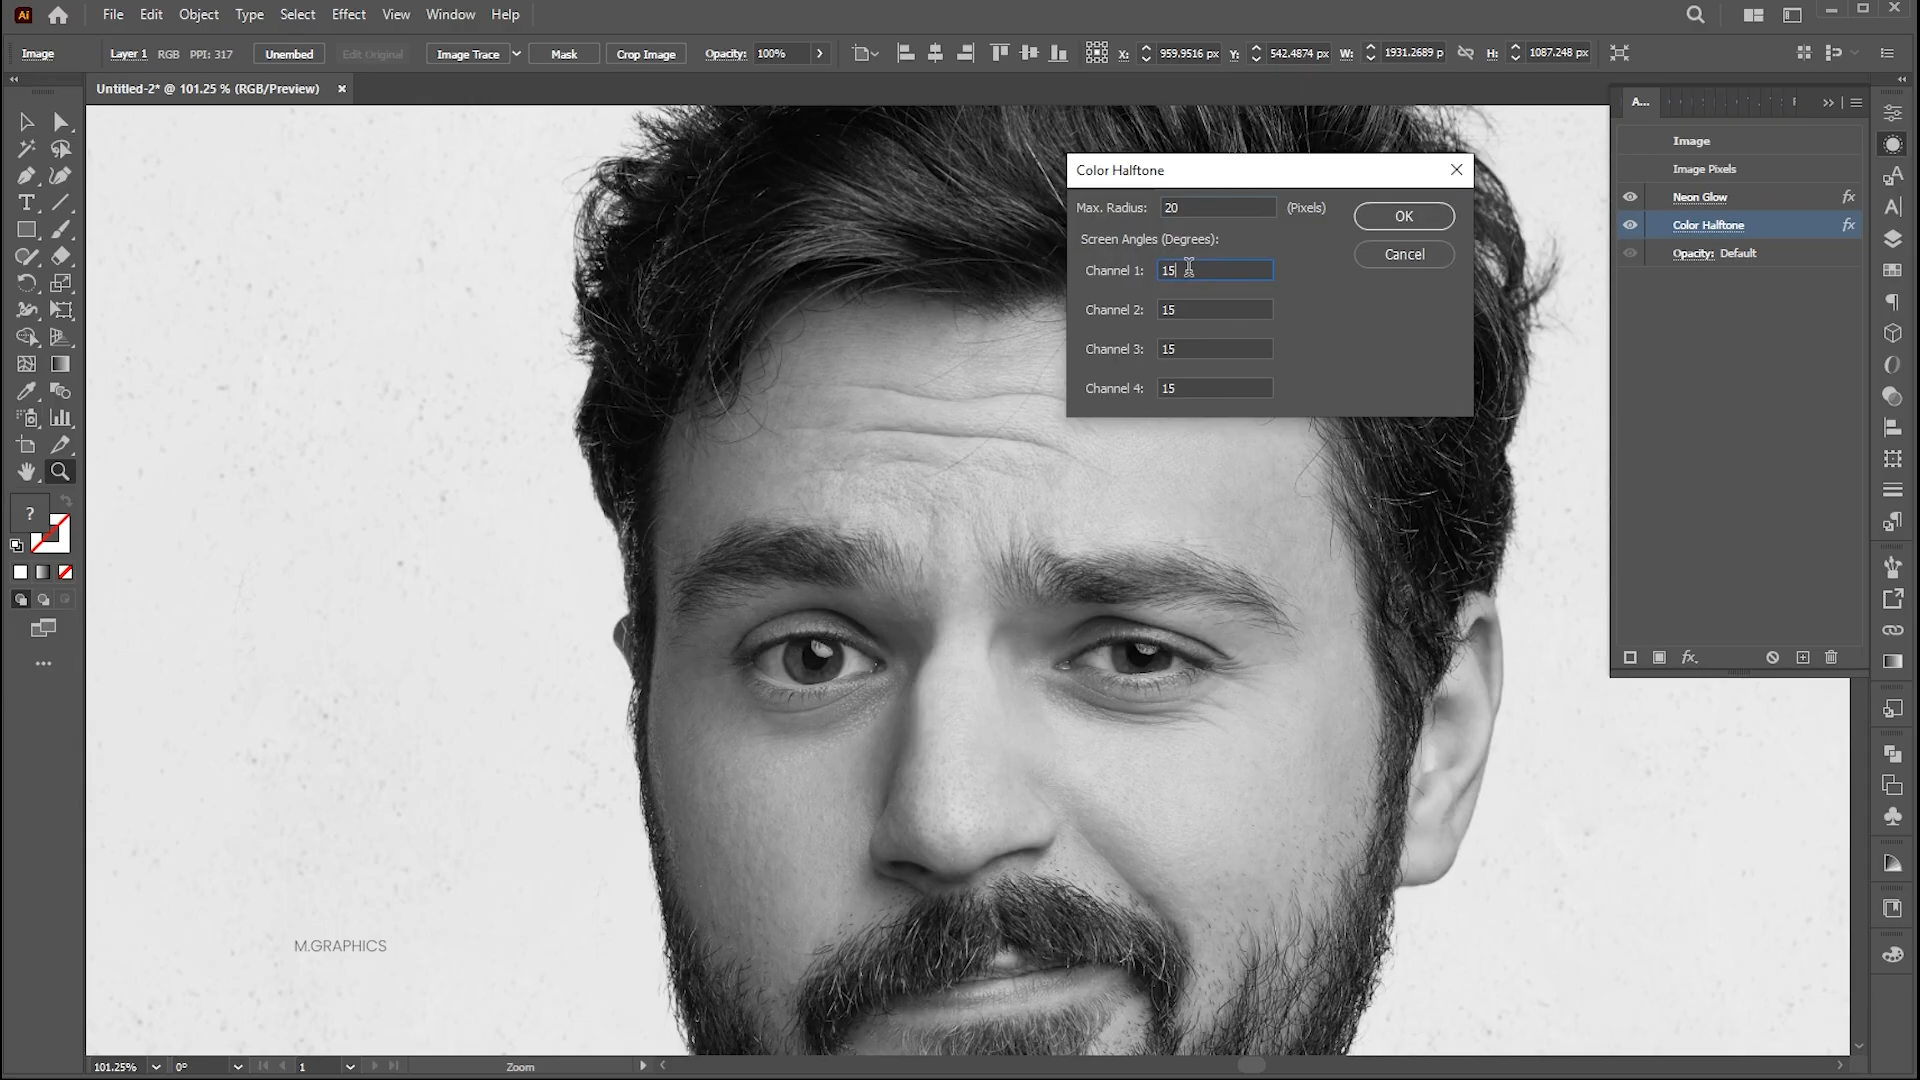 Ai File Edit Object Type Select Effect View Window Help
Image Layer 1 RGB PPI: 317 Unembed Edit Original Image Trace Mask Crop Image Opacity: 100% X: 959.9516 px Y: 542.4874 px W: 1931.2689 p H: 1087.248 px
Untitled-2* @ 101.25 % (RGB/Preview)
A...
Image
Image Pixels
Neon Glow fx
Color Halftone fx
Opacity: Default
fx
Color Halftone
Max. Radius: 20 (Pixels)
OK
Screen Angles (Degrees):
Cancel
Channel 1: 15
Channel 2: 15
Channel 3: 15
Channel 4: 15
?
M.GRAPHICS
101.25% 0° 1 Zoom